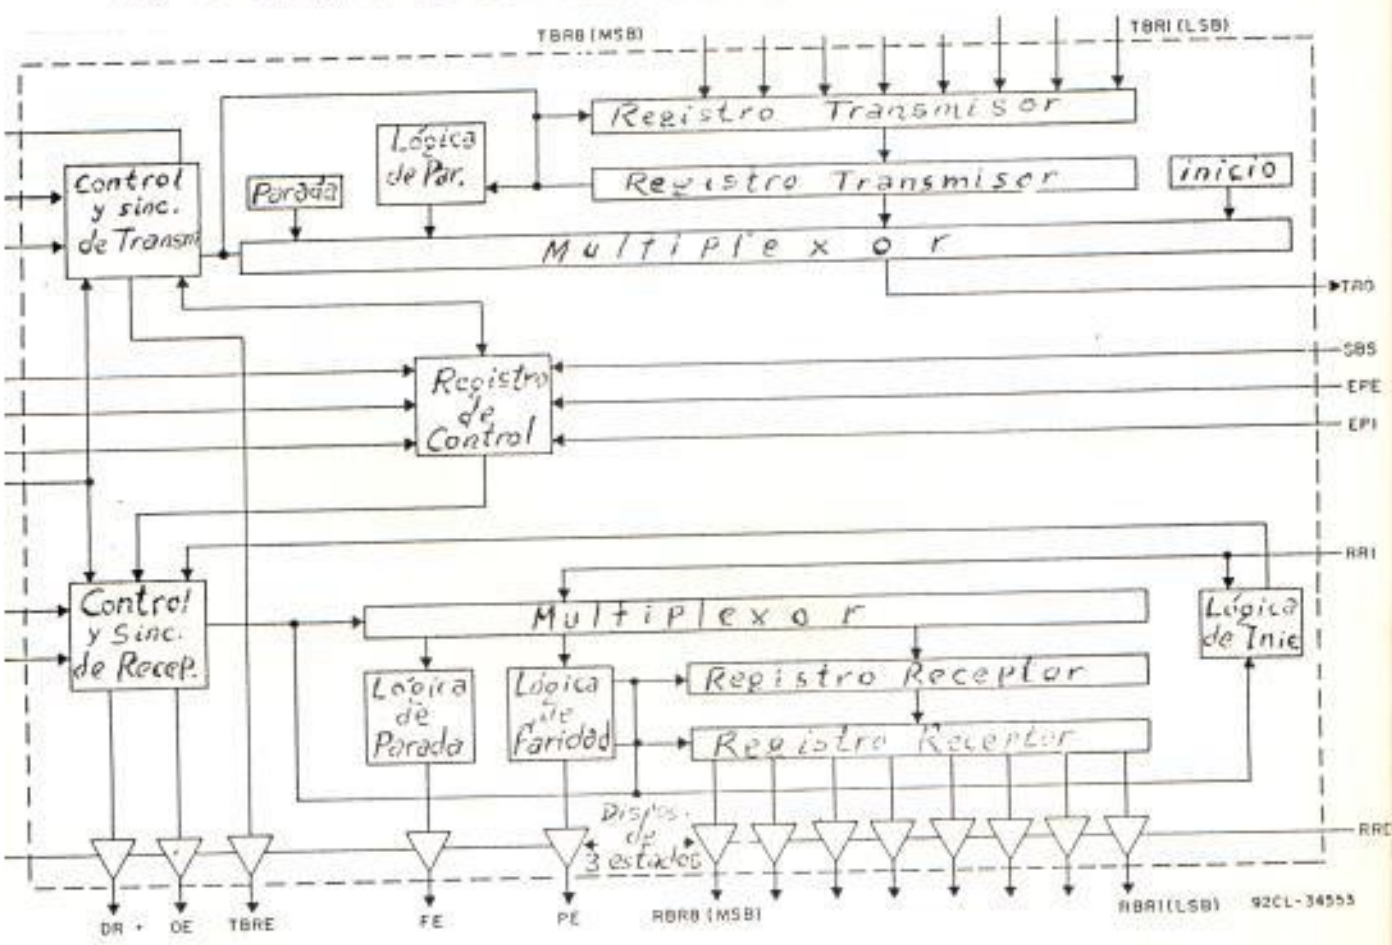 TBR8 (MSB)
TBR1 (LSB)
Registro Transmisor
Lógica
de Par.
Control
y sinc.
de Transmi
Parada
Registro Transmisor
inicio
Multiplexor
TRO
SBS
Registro
de
Control
EPE
EPI
RRI
Control
y Sinc.
de Recep.
Multiplexor
Lógica
de Inic
Lógica
de
Parada
Lógica
de
Paridad
Registro Receptor
Registro Receptor
Dispos.
de
3 estados
RRD
DR
OE
TBRE
FE
PE
RBR8 (MSB)
RBR1 (LSB)
92CL-34553